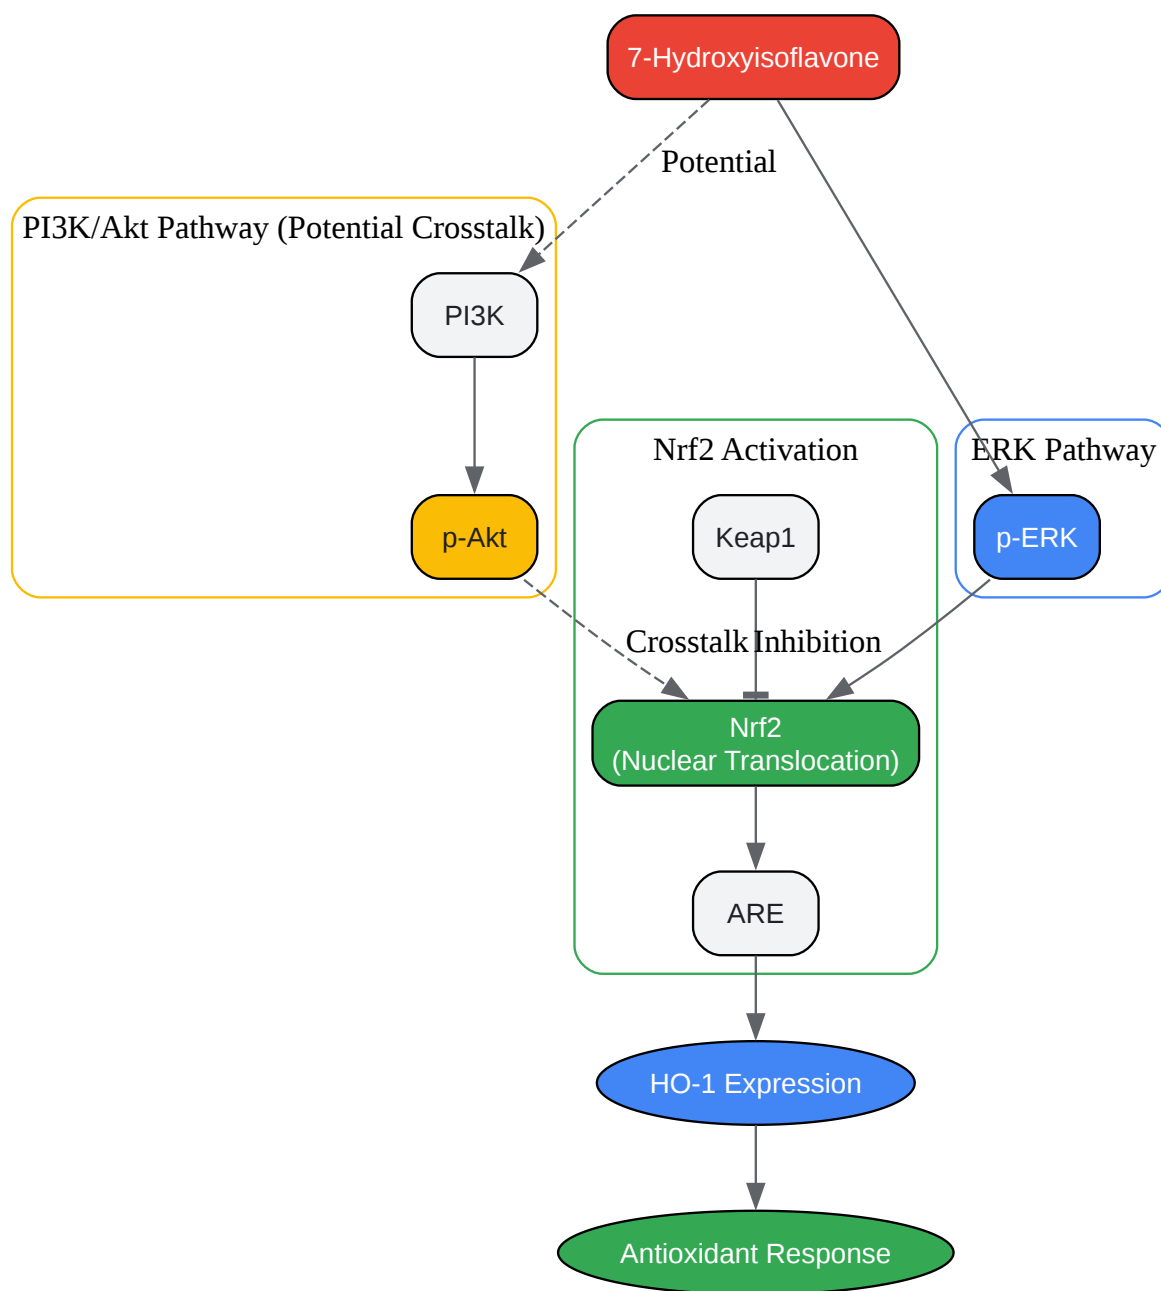 7-Hydroxyisoflavone
Potential
PI3K/Akt Pathway (Potential Crosstalk)
PI3K
Nrf2 Activation
ERK Pathway
p-Akt
Keap1
p-ERK
Crosstalk
Inhibition
Nrf2
(Nuclear Translocation)
ARE
HO-1 Expression
Antioxidant Response